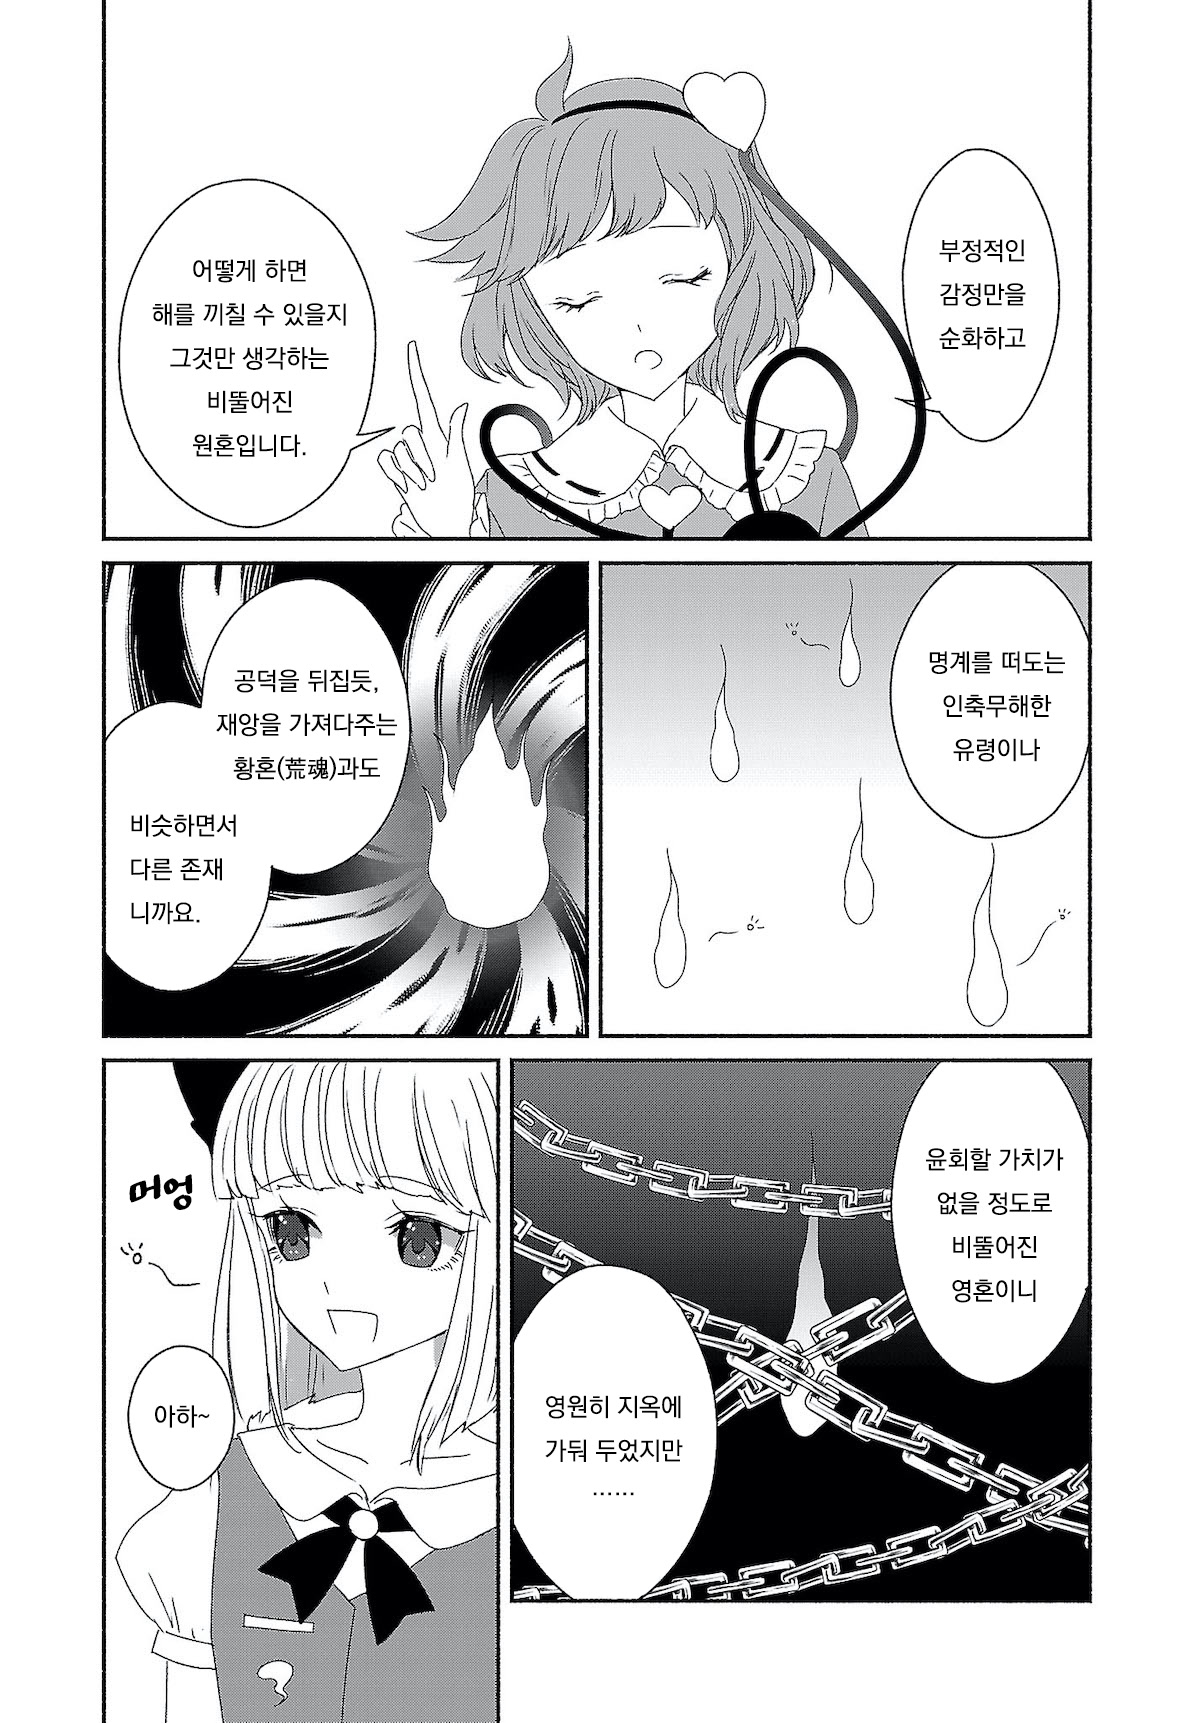 부정적인
감정만을
순화하고
어떻게 하면
해를 끼칠 수 있을지
그것만 생각하는
비뚤어진
원혼입니다.
명계를 떠도는
인축무해한
유령이나
공덕을 뒤집듯,
재앙을 가져다주는
황혼(荒魂)과도
비슷하면서
다른 존재
니까요.
윤회할 가치가
없을 정도로
비뚤어진
영혼이니
영원히 지옥에
가둬 두었지만
……
머엉
아하~